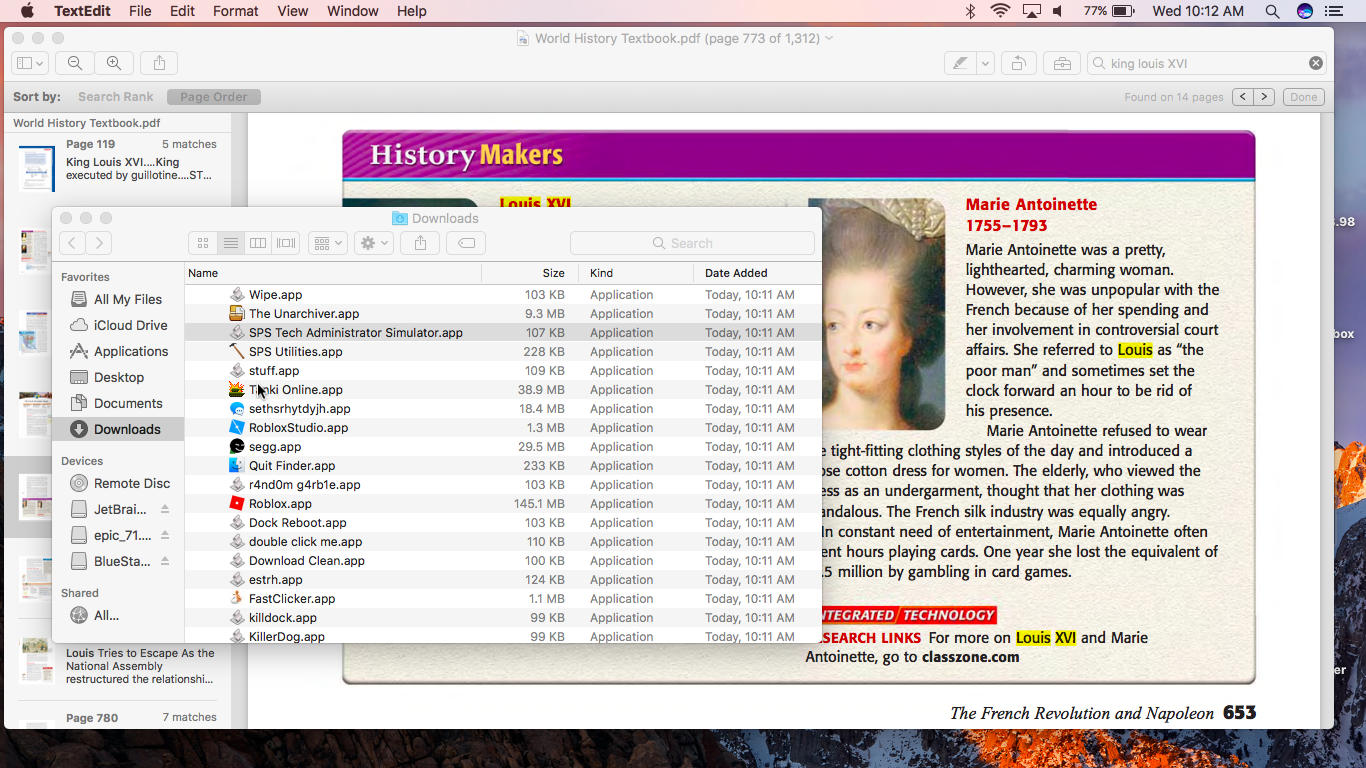 TextEdit File Edit Format View Window Help 77% Wed 10:12 AM
World History Textbook.pdf (page 773 of 1,312)
king louis XVI
Sort by: Search Rank Page Order Found on 14 pages Done
World History Textbook.pdf
Page 119 5 matches
King Louis XVI....King
executed by guillotine....ST...
Louis Tries to Escape As the
National Assembly
restructured the relationshi...
Page 780 7 matches
History Makers
Louis XVI
Marie Antoinette
1755–1793
Marie Antoinette was a pretty,
lighthearted, charming woman.
However, she was unpopular with the
French because of her spending and
her involvement in controversial court
affairs. She referred to Louis as “the
poor man” and sometimes set the
clock forward an hour to be rid of
his presence.
Marie Antoinette refused to wear
tight-fitting clothing styles of the day and introduced a
ose cotton dress for women. The elderly, who viewed the
ess as an undergarment, thought that her clothing was
andalous. The French silk industry was equally angry.
In constant need of entertainment, Marie Antoinette often
ent hours playing cards. One year she lost the equivalent of
.5 million by gambling in card games.
NTEGRATED / TECHNOLOGY
SEARCH LINKS For more on Louis XVI and Marie
Antoinette, go to classzone.com
The French Revolution and Napoleon 653
Downloads
Search
Favorites
All My Files
iCloud Drive
Applications
Desktop
Documents
Downloads
Devices
Remote Disc
JetBrai...
epic_71....
BlueSta...
Shared
All...
Name Size Kind Date Added
Wipe.app 103 KB Application Today, 10:11 AM
The Unarchiver.app 9.3 MB Application Today, 10:11 AM
SPS Tech Administrator Simulator.app 107 KB Application Today, 10:11 AM
SPS Utilities.app 228 KB Application Today, 10:11 AM
stuff.app 109 KB Application Today, 10:11 AM
Tanki Online.app 38.9 MB Application Today, 10:11 AM
sethsrhytdyjh.app 18.4 MB Application Today, 10:11 AM
RobloxStudio.app 1.3 MB Application Today, 10:11 AM
segg.app 29.5 MB Application Today, 10:11 AM
Quit Finder.app 233 KB Application Today, 10:11 AM
r4nd0m g4rb1e.app 103 KB Application Today, 10:11 AM
Roblox.app 145.1 MB Application Today, 10:11 AM
Dock Reboot.app 103 KB Application Today, 10:11 AM
double click me.app 110 KB Application Today, 10:11 AM
Download Clean.app 100 KB Application Today, 10:11 AM
estrh.app 124 KB Application Today, 10:11 AM
FastClicker.app 1.1 MB Application Today, 10:11 AM
killdock.app 99 KB Application Today, 10:11 AM
KillerDog.app 99 KB Application Today, 10:11 AM
.98
box
er